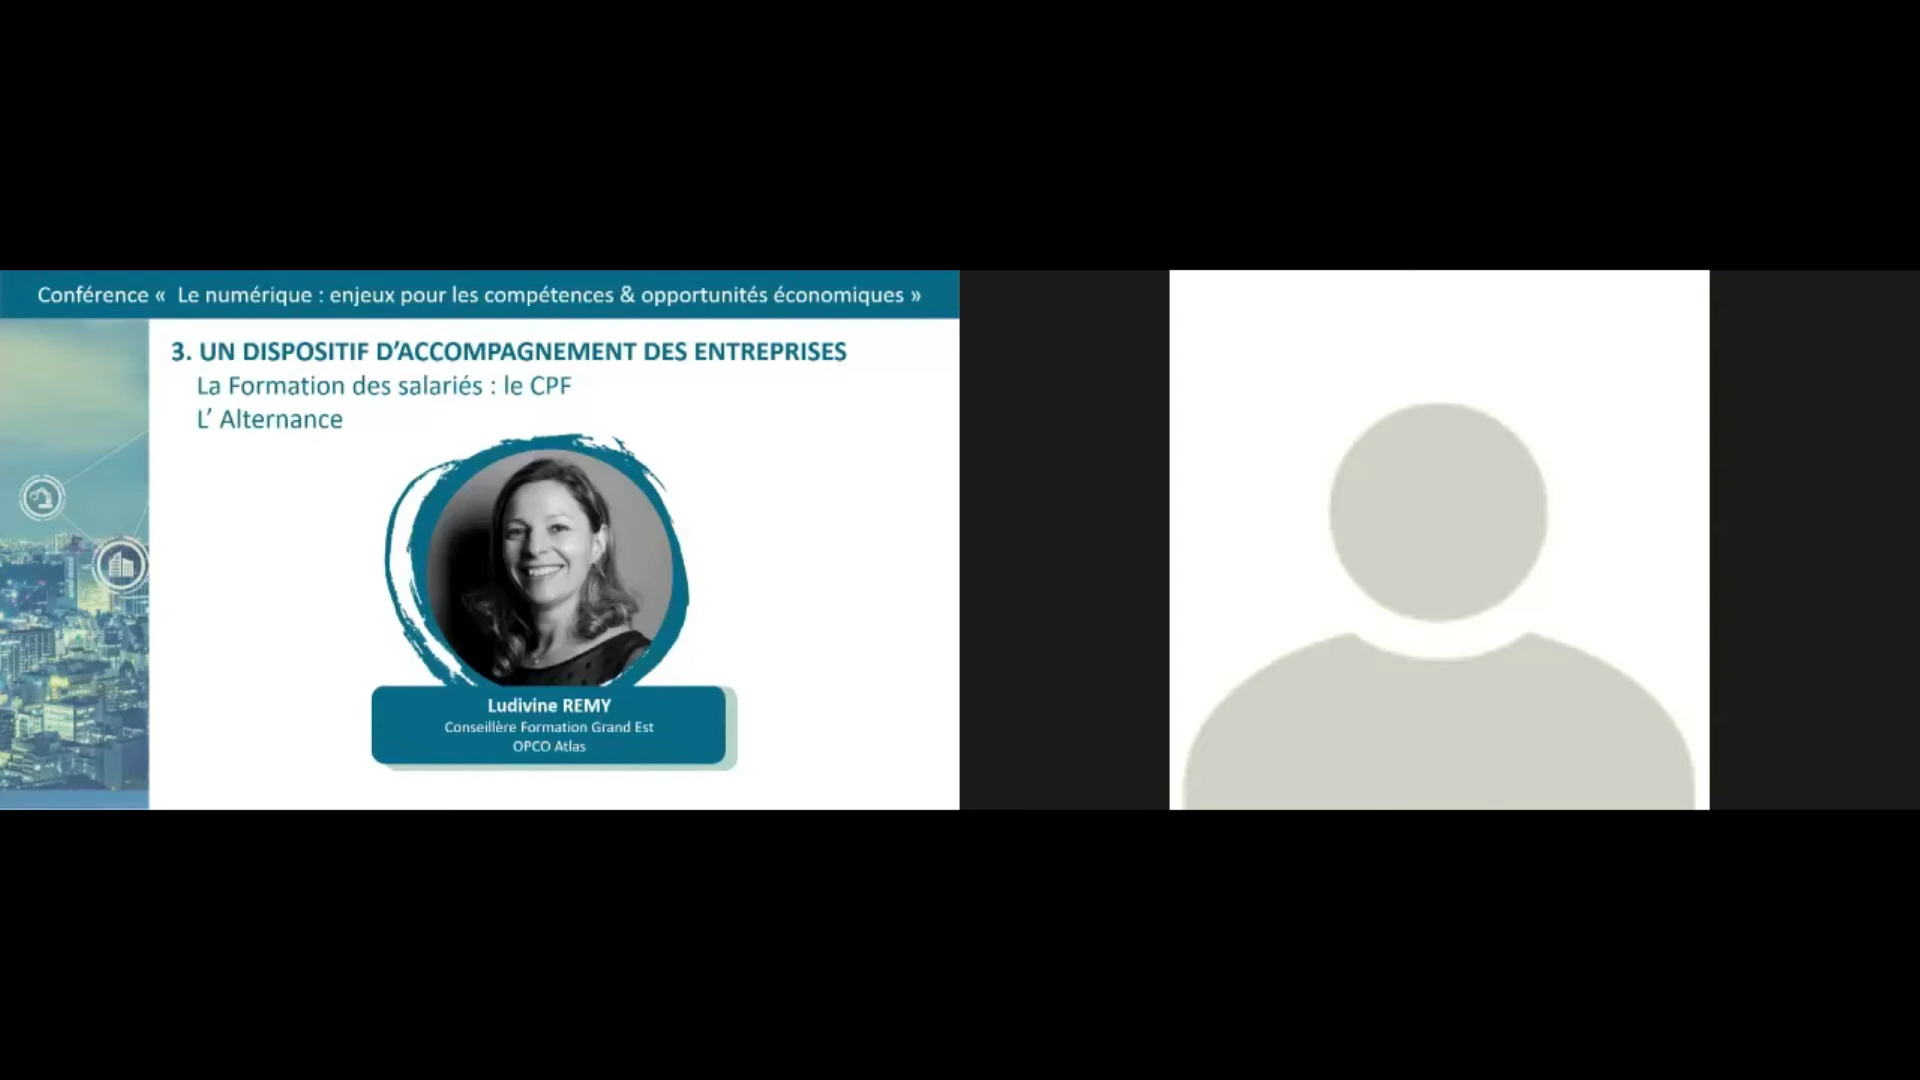 Conférence «  Le numérique : enjeux pour les compétences & opportunités économiques »
3. UN DISPOSITIF D’ACCOMPAGNEMENT DES ENTREPRISES
La Formation des salariés : le CPF
L’ Alternance
Ludivine REMY
Conseillère Formation Grand Est
OPCO Atlas